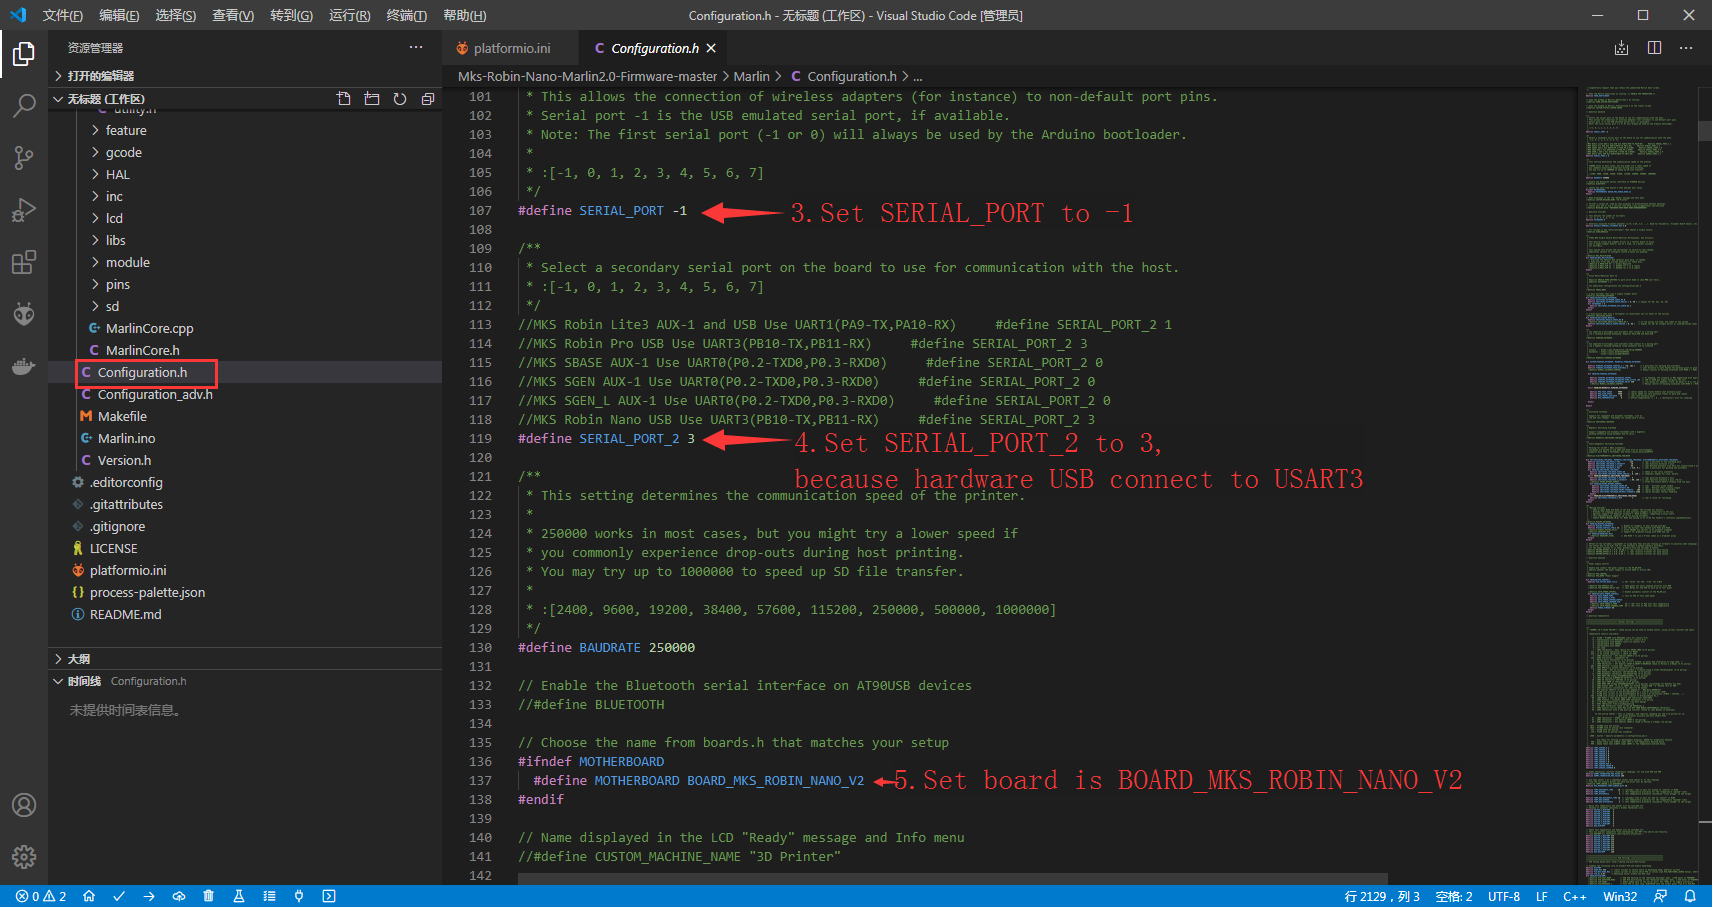 文件(F) 编辑(E) 选择(S) 查看(V) 转到(G) 运行(R) 终端(T) 帮助(H)
Configuration.h - 无标题 (工作区) - Visual Studio Code [管理员]
资源管理器
打开的编辑器
无标题 (工作区)
utility.h
feature
gcode
HAL
inc
lcd
libs
module
pins
sd
MarlinCore.cpp
MarlinCore.h
Configuration.h
Configuration_adv.h
Makefile
Marlin.ino
Version.h
.editorconfig
.gitattributes
.gitignore
LICENSE
platformio.ini
process-palette.json
README.md
大纲
时间线 Configuration.h
未提供时间表信息。
platformio.ini
Configuration.h
Mks-Robin-Nano-Marlin2.0-Firmware-master > Marlin > C Configuration.h > ...
101 * This allows the connection of wireless adapters (for instance) to non-default port pins.
102 * Serial port -1 is the USB emulated serial port, if available.
103 * Note: The first serial port (-1 or 0) will always be used by the Arduino bootloader.
104 *
105 * :[-1, 0, 1, 2, 3, 4, 5, 6, 7]
106 */
107 #define SERIAL_PORT -1
3.Set SERIAL_PORT to -1
108
109 /**
110 * Select a secondary serial port on the board to use for communication with the host.
111 * :[-1, 0, 1, 2, 3, 4, 5, 6, 7]
112 */
113 //MKS Robin Lite3 AUX-1 and USB Use UART1(PA9-TX,PA10-RX) #define SERIAL_PORT_2 1
114 //MKS Robin Pro USB Use UART3(PB10-TX,PB11-RX) #define SERIAL_PORT_2 3
115 //MKS SBASE AUX-1 Use UART0(P0.2-TXD0,P0.3-RXD0) #define SERIAL_PORT_2 0
116 //MKS SGEN AUX-1 Use UART0(P0.2-TXD0,P0.3-RXD0) #define SERIAL_PORT_2 0
117 //MKS SGEN_L AUX-1 Use UART0(P0.2-TXD0,P0.3-RXD0) #define SERIAL_PORT_2 0
118 //MKS Robin Nano USB Use UART3(PB10-TX,PB11-RX) #define SERIAL_PORT_2 3
119 #define SERIAL_PORT_2 3
4.Set SERIAL_PORT_2 to 3,
because hardware USB connect to USART3
120
121 /**
122 * This setting determines the communication speed of the printer.
123 *
124 * 250000 works in most cases, but you might try a lower speed if
125 * you commonly experience drop-outs during host printing.
126 * You may try up to 1000000 to speed up SD file transfer.
127 *
128 * :[2400, 9600, 19200, 38400, 57600, 115200, 250000, 500000, 1000000]
129 */
130 #define BAUDRATE 250000
131
132 // Enable the Bluetooth serial interface on AT90USB devices
133 //#define BLUETOOTH
134
135 // Choose the name from boards.h that matches your setup
136 #ifndef MOTHERBOARD
137 #define MOTHERBOARD BOARD_MKS_ROBIN_NANO_V2
5.Set board is BOARD_MKS_ROBIN_NANO_V2
138 #endif
139
140 // Name displayed in the LCD "Ready" message and Info menu
141 //#define CUSTOM_MACHINE_NAME "3D Printer"
142
0 2
行 2129，列 3 空格: 2 UTF-8 LF C++ Win32